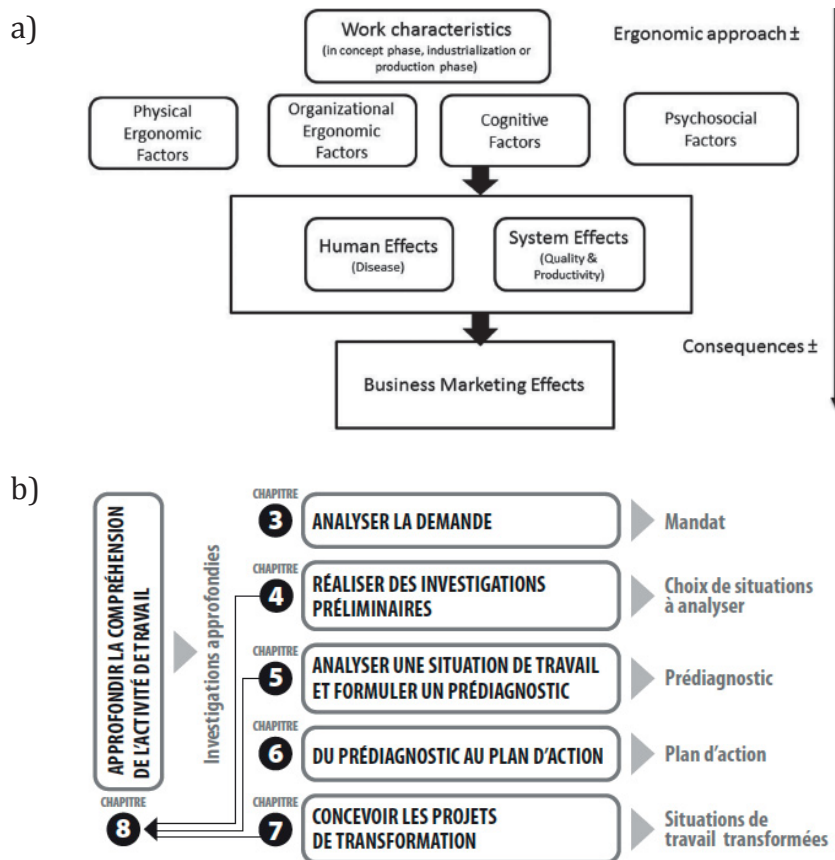 a)
Work characteristics
(in concept phase, industrialization or
production phase)
Ergonomic approach ±
Physical
Ergonomic
Factors
Organizational
Ergonomic
Factors
Cognitive
Factors
Psychosocial
Factors
Human Effects
(Disease)
System Effects
(Quality &
Productivity)
Consequences ±
Business Marketing Effects
b)
APPROFONDIR LA COMPRÉHENSION
DE L'ACTIVITÉ DE TRAVAIL
CHAPITRE
8
Investigations approfondies
CHAPITRE
3
ANALYSER LA DEMANDE
Mandat
CHAPITRE
4
RÉALISER DES INVESTIGATIONS
PRÉLIMINAIRES
Choix de situations
à analyser
CHAPITRE
5
ANALYSER UNE SITUATION DE TRAVAIL
ET FORMULER UN PRÉDIAGNOSTIC
Prédiagnostic
CHAPITRE
6
DU PRÉDIAGNOSTIC AU PLAN D'ACTION
Plan d'action
CHAPITRE
7
CONCEVOIR LES PROJETS
DE TRANSFORMATION
Situations de
travail transformées